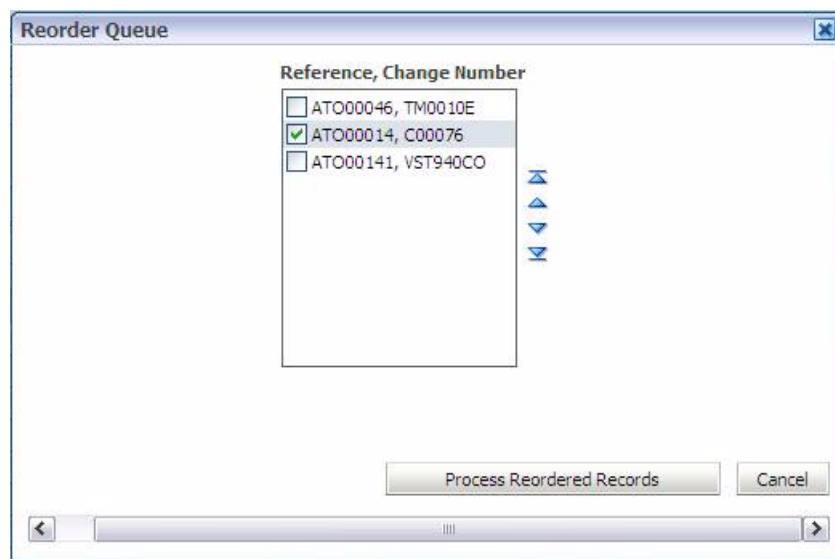 Reorder Queue
Reference, Change Number
ATO00046, TM0010E
ATO00014, C00076
ATO00141, VST940CO
Process Reordered Records
Cancel